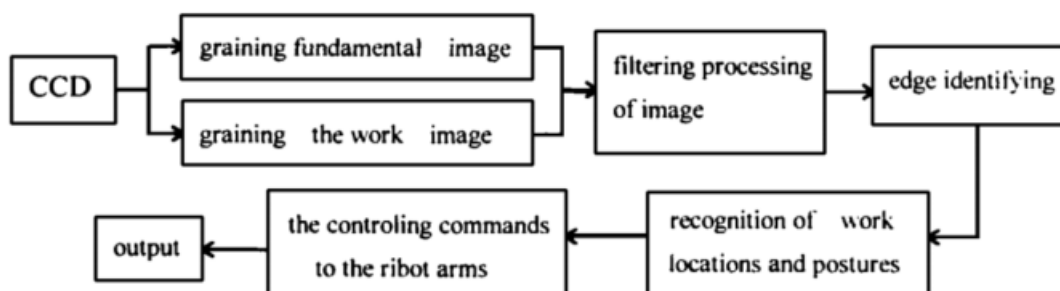 CCD
graining fundamental image
graining the work image
filtering processing
of image
edge identifying
recognition of work
locations and postures
the controling commands
to the ribot arms
output